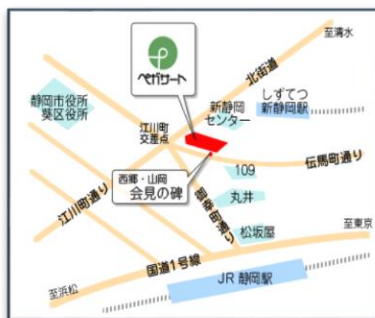 至清水
北街道
ペガサート
静岡市役所
葵区役所
しずてつ
新静岡駅
新静岡
センター
江川町
交差点
伝馬町通り
西郷・山岡
会見の碑
109
江川町通り
御幸町通り
丸井
松坂屋
至東京
国道1号線
JR 静岡駅
至浜松